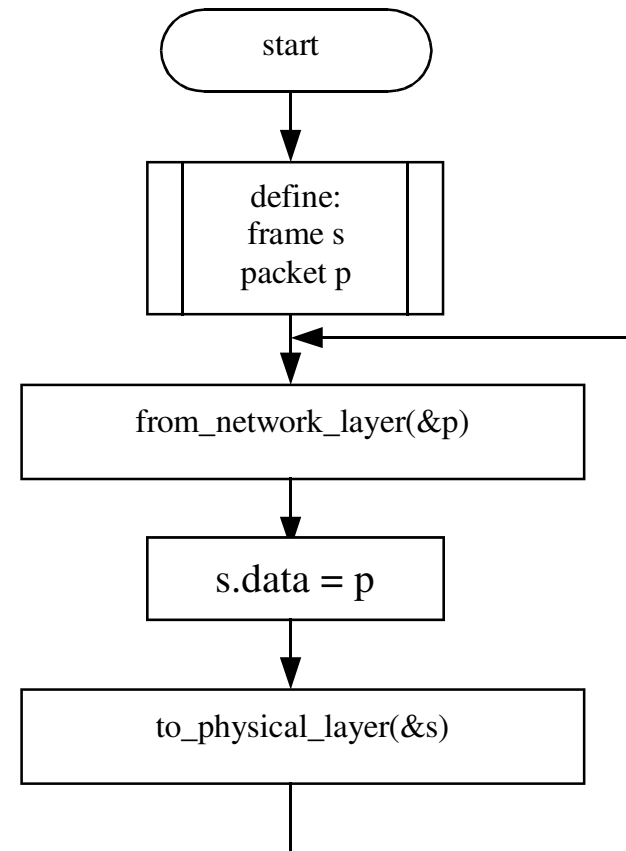 start
define:
frame s
packet p
from_network_layer(&p)
s.data = p
to_physical_layer(&s)